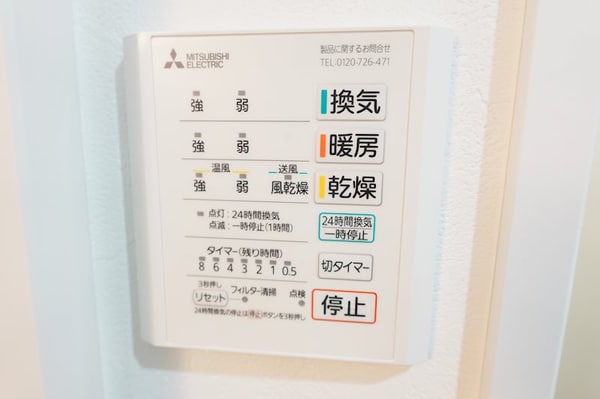 MITSUBISHI
ELECTRIC
製品に関するお問合せ
TEL:0120-726-471
強 弱 換気
強 弱 暖房
温風 送風
強 弱 風乾燥 乾燥
点灯：24時間換気
点滅：一時停止(1時間)
24時間換気
一時停止
タイマー(残り時間)
8 6 4 3 2 1 0.5
切タイマー
3秒押し
リセット フィルター清掃 点検
停止
24時間換気の停止は停止ボタンを3秒押し